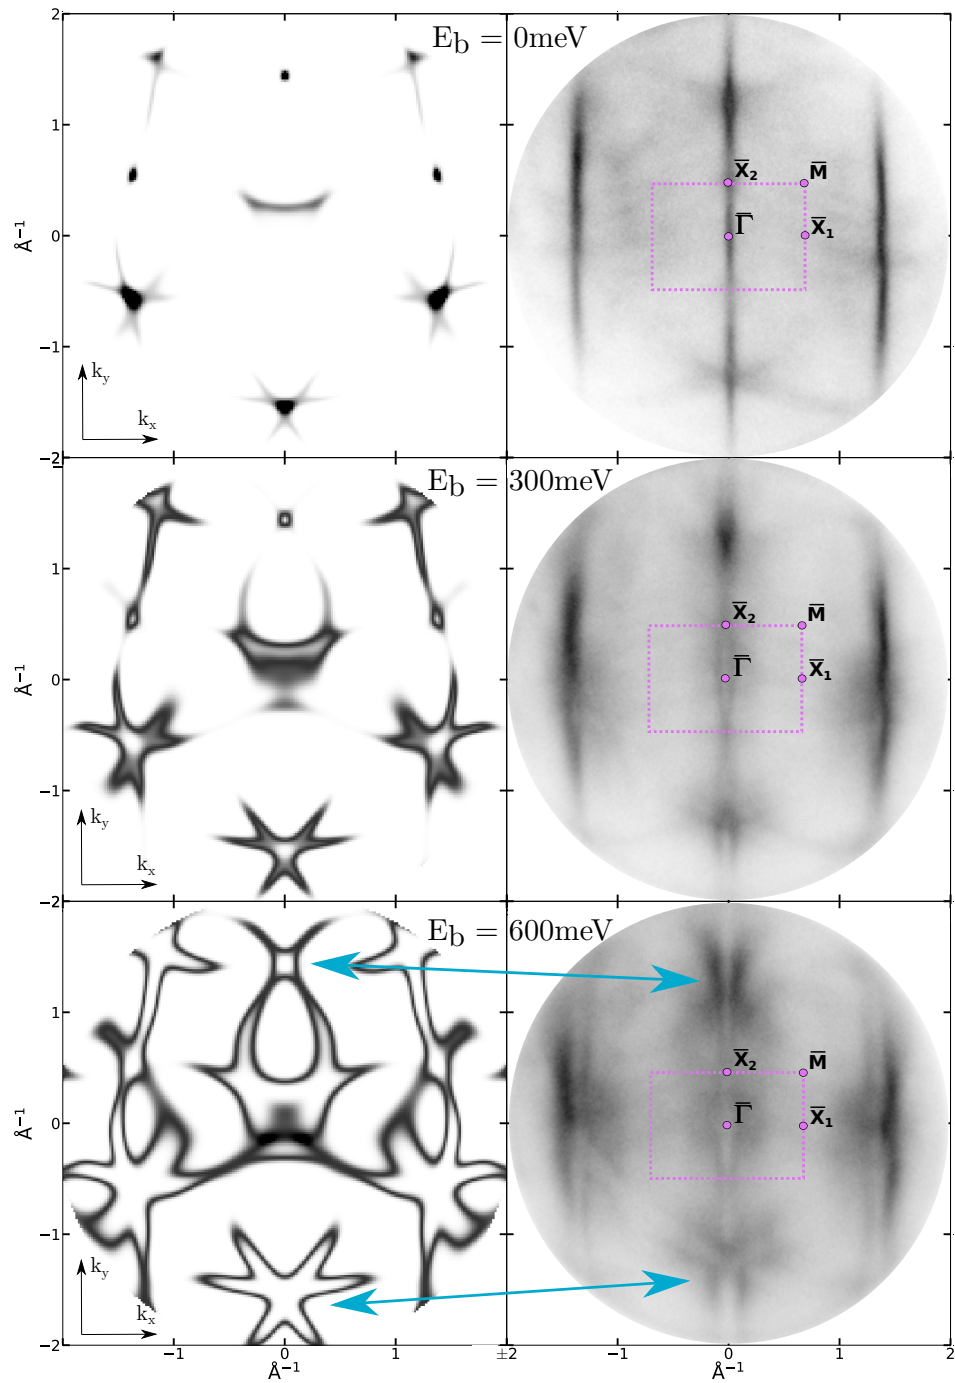 E_b = 0meV
2
1
0
−1
−2
Å⁻¹
k_y
k_x
X̅₂
M̅
Γ̅
X̅₁
E_b = 300meV
1
0
−1
−2
Å⁻¹
k_y
k_x
X̅₂
M̅
Γ̅
X̅₁
E_b = 600meV
1
0
−1
−2
Å⁻¹
k_y
k_x
X̅₂
M̅
Γ̅
X̅₁
−1
0
1
±2
−1
0
1
2
Å⁻¹
Å⁻¹